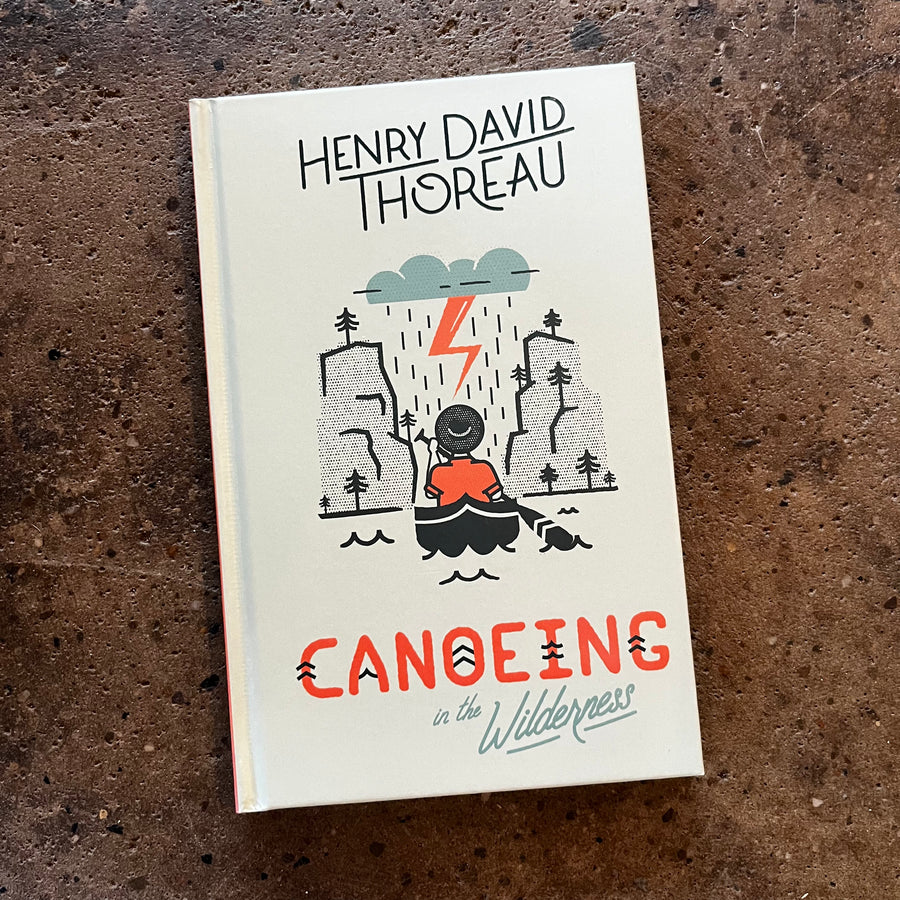 HENRY DAVID
THOREAU
CANOEING
in the Wilderness